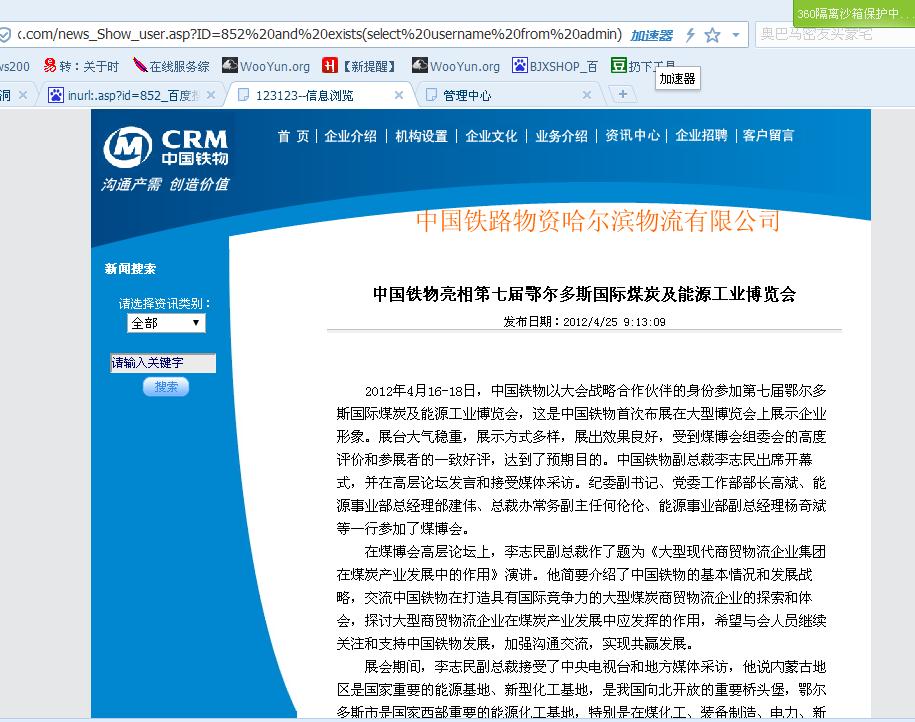 360隔离沙箱保护中...
x.com/news_Show_user.asp?ID=852%20and%20exists(select%20username%20from%20admin) 加速器
奥巴马密友头蒙宅
ws200 转：关于时 在线服务综 WooYun.org 【新提醒】 WooYun.org BJXSHOP_百 扔下工具
加速器
洞 inurl:.asp?id=852_百度搜 123123--信息浏览 管理中心
CRM
中国铁物
沟通产需 创造价值
首 页 | 企业介绍 | 机构设置 | 企业文化 | 业务介绍 | 资讯中心 | 企业招聘 | 客户留言
中国铁路物资哈尔滨物流有限公司
新闻搜索
请选择资讯类别：
全部
请输入关键字
搜索
中国铁物亮相第七届鄂尔多斯国际煤炭及能源工业博览会
发布日期：2012/4/25 9:13:09
2012年4月16-18日，中国铁物以大会战略合作伙伴的身份参加第七届鄂尔多
斯国际煤炭及能源工业博览会，这是中国铁物首次布展在大型博览会上展示企业
形象。展台大气稳重，展示方式多样，展出效果良好，受到煤博会组委会的高度
评价和参展者的一致好评，达到了预期目的。中国铁物副总裁李志民出席开幕
式，并在高层论坛发言和接受媒体采访。纪委副书记、党委工作部部长高斌、能
源事业部总经理邰建伟、总裁办常务副主任何伦伦、能源事业部副总经理杨奇斌
等一行参加了煤博会。
在煤博会高层论坛上，李志民副总裁作了题为《大型现代商贸物流企业集团
在煤炭产业发展中的作用》演讲。他简要介绍了中国铁物的基本情况和发展战
略，交流中国铁物在打造具有国际竞争力的大型煤炭商贸物流企业的探索和体
会，探讨大型商贸物流企业在煤炭产业发展中应发挥的作用，希望与会人员继续
关注和支持中国铁物发展，加强沟通交流，实现共赢发展。
展会期间，李志民副总裁接受了中央电视台和地方媒体采访，他说内蒙古地
区是国家重要的能源基地、新型化工基地，是我国向北开放的重要桥头堡，鄂尔
多斯市是国家西部重要的能源化工基地，特别是在煤化工、装备制造、电力、新